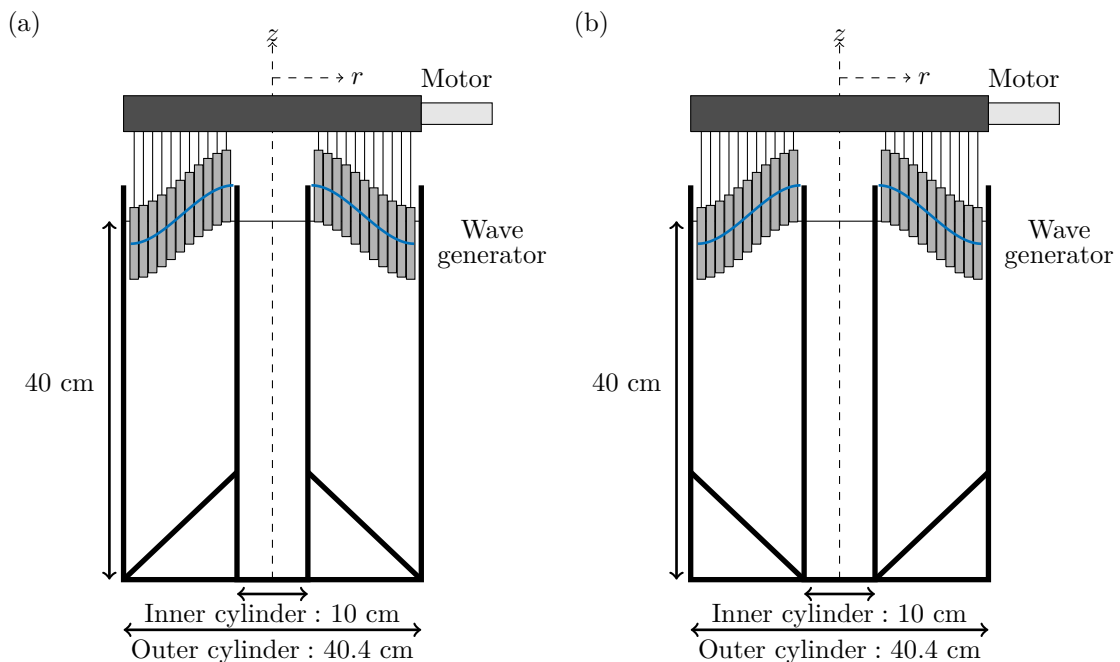 (a)
z
r
Motor
Wave
generator
40 cm
Inner cylinder : 10 cm
Outer cylinder : 40.4 cm
(b)
z
r
Motor
Wave
generator
40 cm
Inner cylinder : 10 cm
Outer cylinder : 40.4 cm